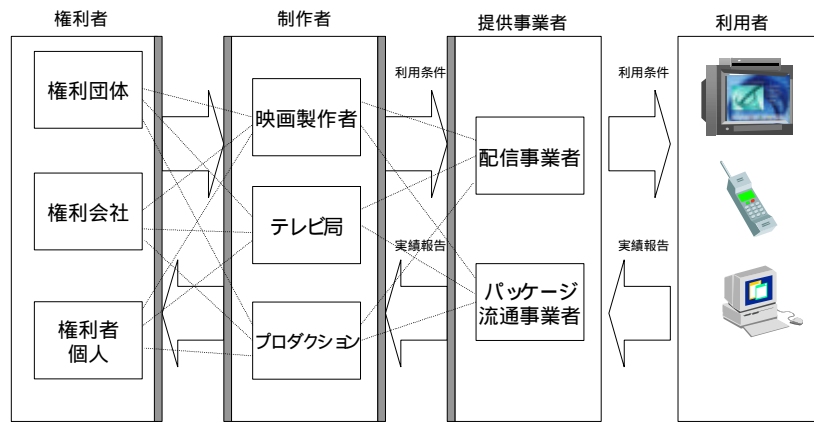 権利者
制作者
提供事業者
利用者
権利団体
権利会社
権利者
個人
映画製作者
テレビ局
プロダクション
利用条件
実績報告
配信事業者
パッケージ
流通事業者
利用条件
実績報告